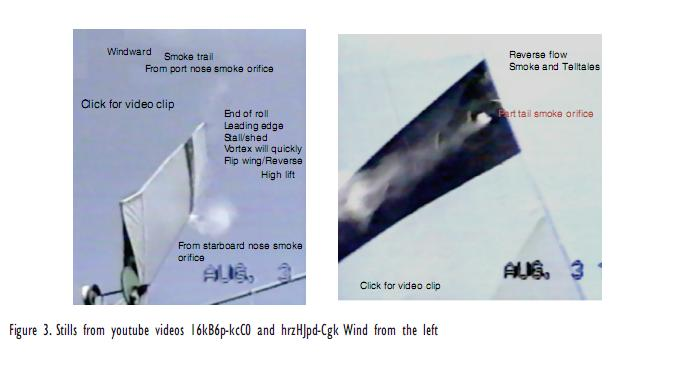 Windward
Smoke trail
From port nose smoke orifice
Click for video clip
End of roll
Leading edge
Stall/shed
Vortex will quickly
Flip wing/Reverse
High lift
From starboard nose smoke
orifice
AUG. 3
Reverse flow
Smoke and Telltales
Part tail smoke orifice
Click for video clip
AUG. 3
Figure 3. Stills from youtube videos 16kB6p-kcC0 and hrzHJpd-Cgk Wind from the left